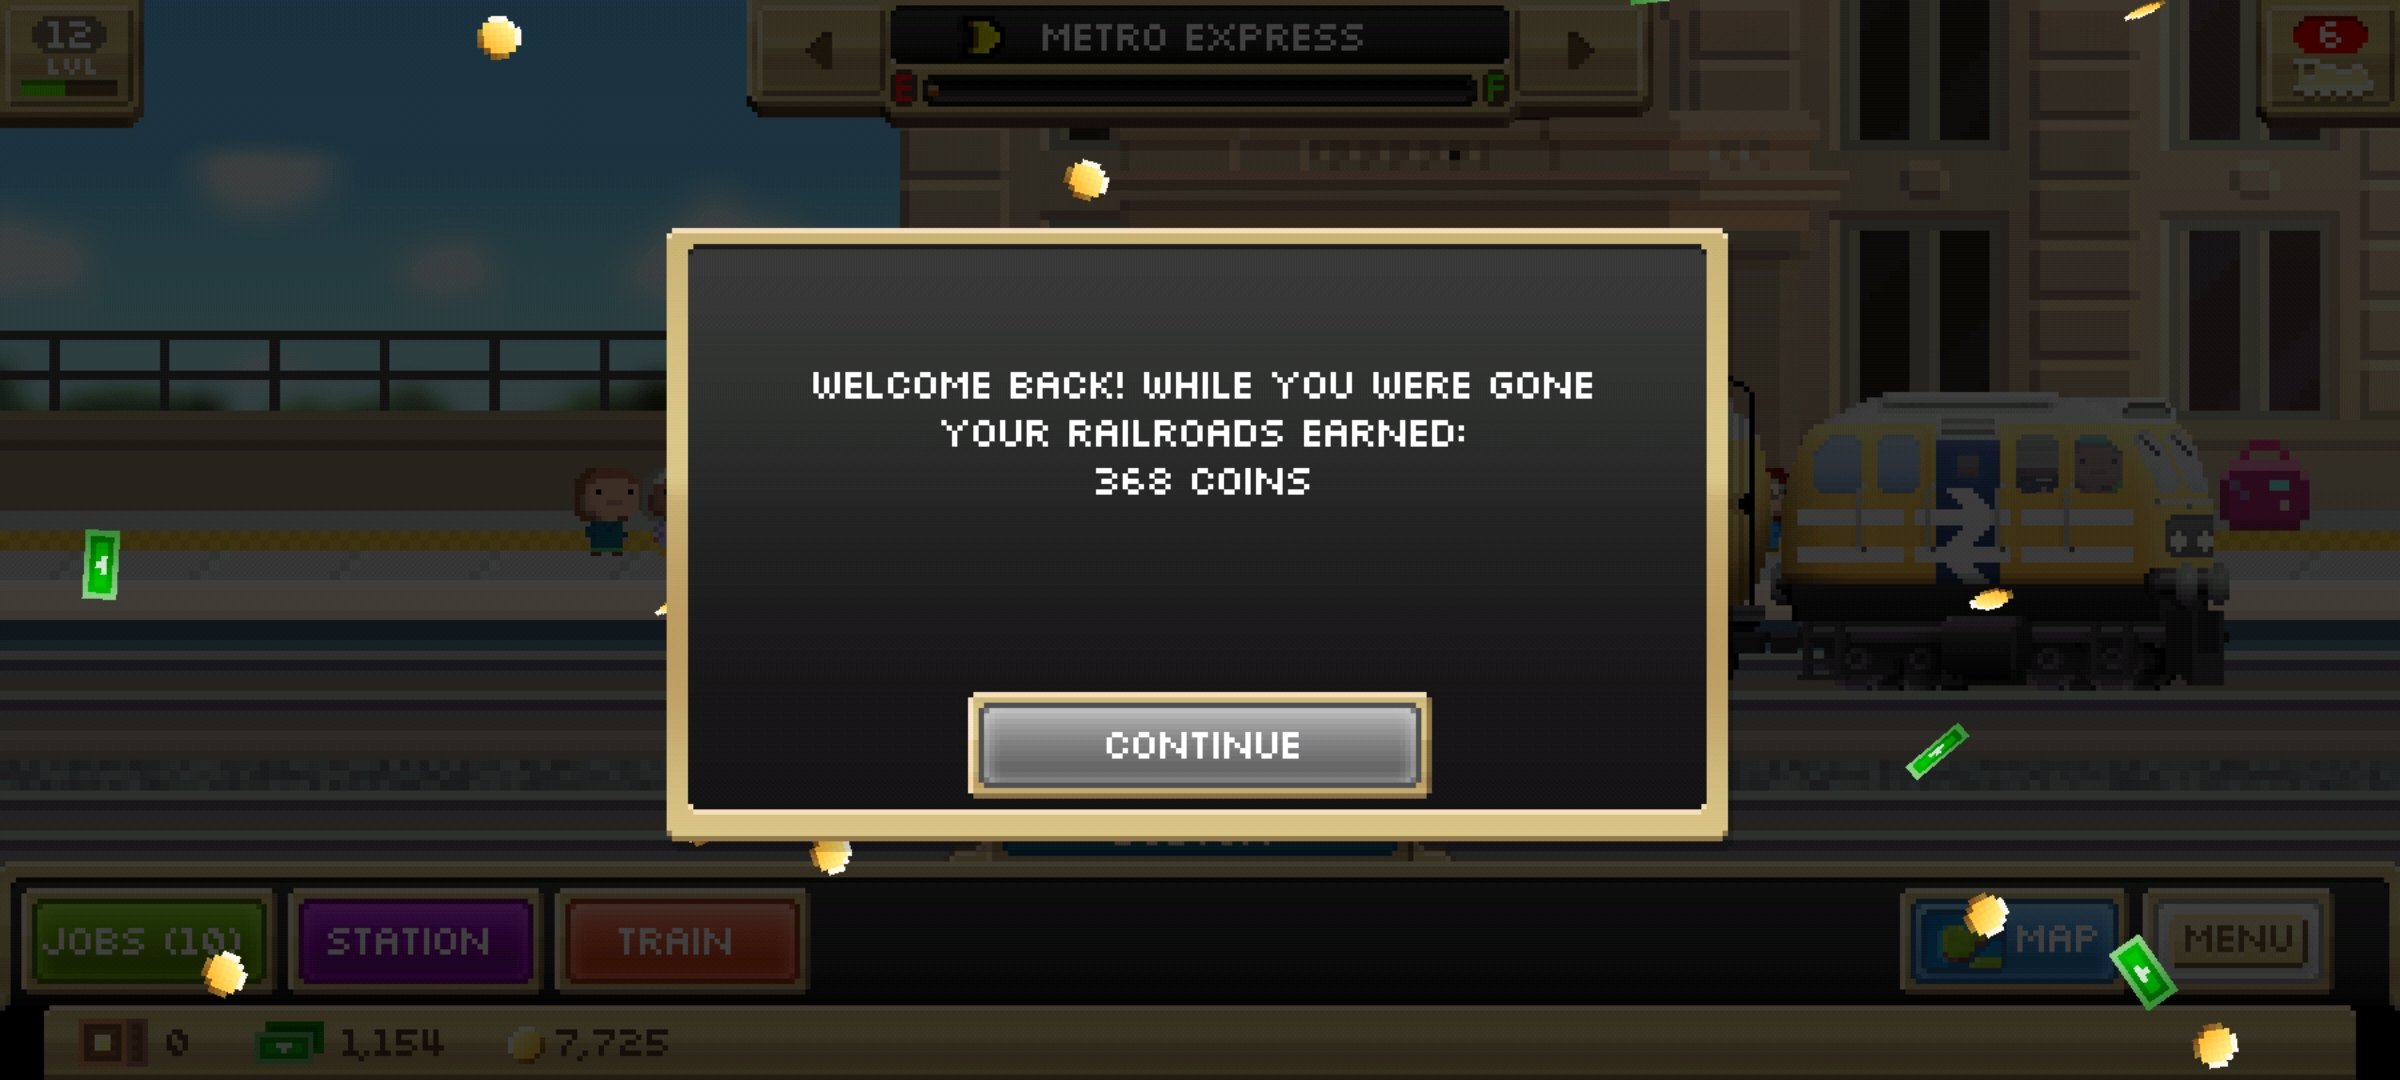 12
LVL
METRO EXPRESS
E
F
6
WELCOME BACK! WHILE YOU WERE GONE
YOUR RAILROADS EARNED:
368 COINS
CONTINUE
JOBS (10)
STATION
TRAIN
MAP
MENU
0
1,154
7,725